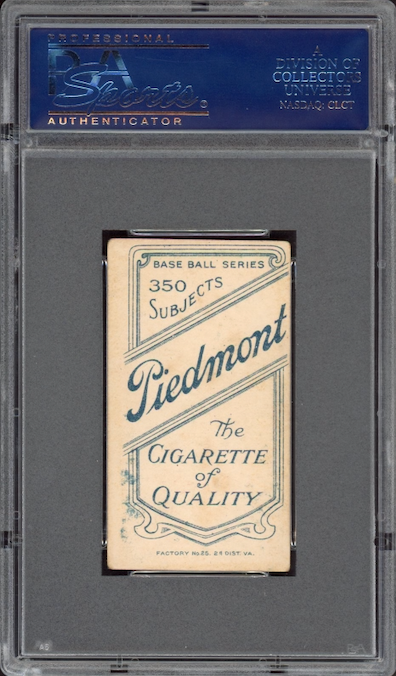 PROFESSIONAL
PSA
Sports
AUTHENTICATOR
A
DIVISION OF
COLLECTORS
UNIVERSE
NASDAQ: CLCT
BASE BALL SERIES
350
SUBJECTS
Piedmont
The
CIGARETTE
of
QUALITY
FACTORY No. 25. 2D DIST. VA.